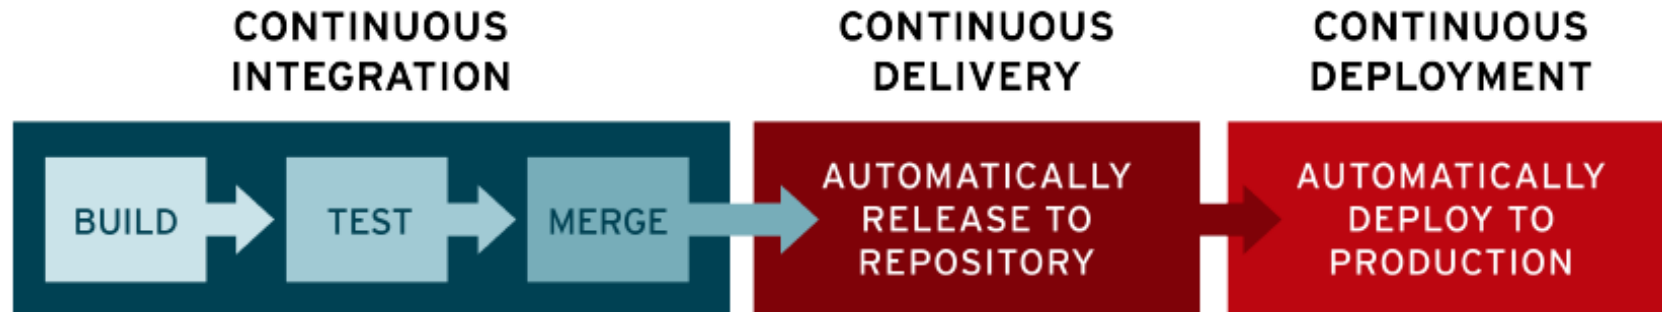 CONTINUOUS
INTEGRATION
CONTINUOUS
DELIVERY
CONTINUOUS
DEPLOYMENT
BUILD
TEST
MERGE
AUTOMATICALLY
RELEASE TO
REPOSITORY
AUTOMATICALLY
DEPLOY TO
PRODUCTION